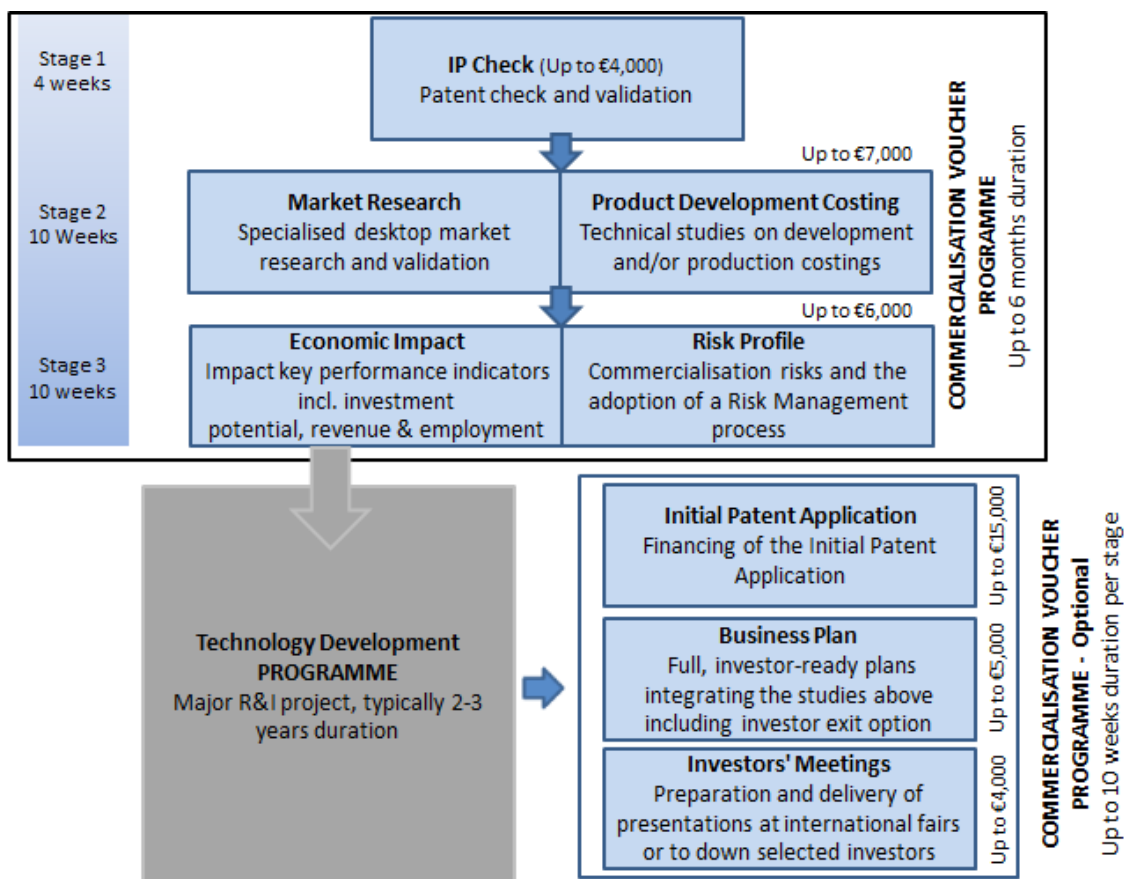 Stage 1
4 weeks
IP Check (Up to €4,000)
Patent check and validation
Up to €7,000
Stage 2
10 Weeks
Market Research
Specialised desktop market
research and validation
Product Development Costing
Technical studies on development
and/or production costings
Up to €6,000
Stage 3
10 weeks
Economic Impact
Impact key performance indicators
incl. investment
potential, revenue & employment
Risk Profile
Commercialisation risks and the
adoption of a Risk Management
process
COMMERCIALISATION VOUCHER
PROGRAMME
Up to 6 months duration
Technology Development
PROGRAMME
Major R&I project, typically 2-3
years duration
Initial Patent Application
Financing of the Initial Patent
Application
Up to €15,000
Business Plan
Full, investor-ready plans
integrating the studies above
including investor exit option
Up to €5,000
Investors' Meetings
Preparation and delivery of
presentations at international fairs
or to down selected investors
Up to €4,000
COMMERCIALISATION VOUCHER
PROGRAMME - Optional
Up to 10 weeks duration per stage